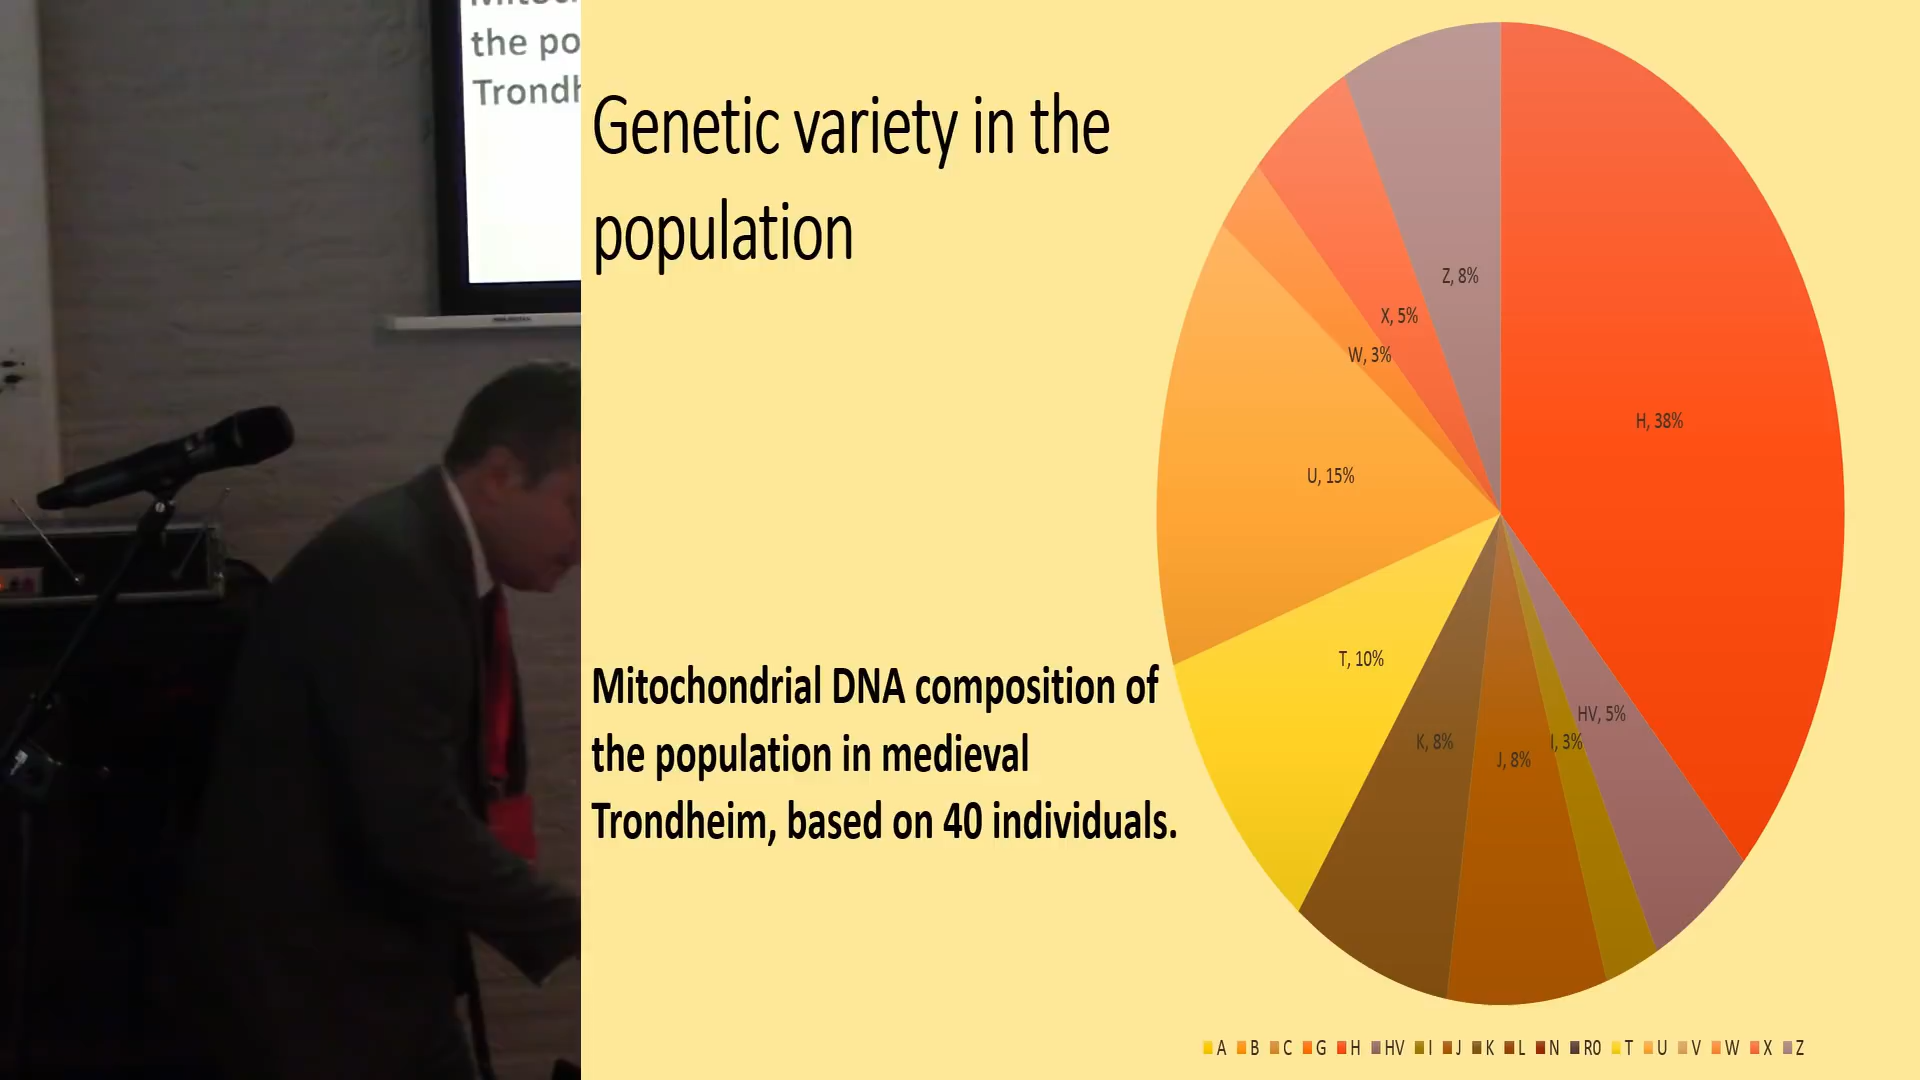 the po
Trondh
Genetic variety in the
population
Mitochondrial DNA composition of
the population in medieval
Trondheim, based on 40 individuals.
Z, 8%
X, 5%
W, 3%
H, 38%
U, 15%
T, 10%
HV, 5%
K, 8%
I, 3%
J, 8%
A B C G H HV I J K L N R0 T U V W X Z